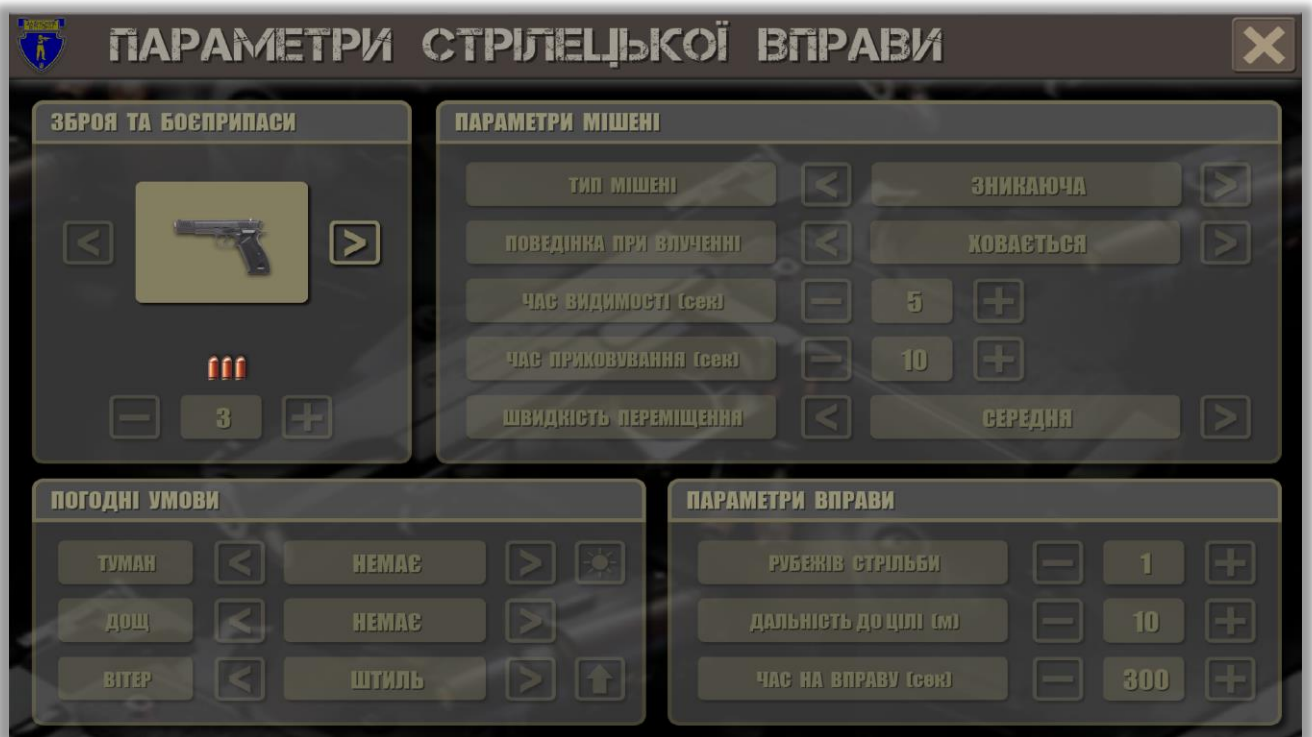 ПАРАМЕТРИ СТРІЛЕЦЬКОЇ ВПРАВИ
ЗБРОЯ ТА БОЄПРИПАСИ
3
ПАРАМЕТРИ МІШЕНІ
ТИП МІШЕНІ < ЗНИКАЮЧА >
ПОВЕДІНКА ПРИ ВЛУЧЕННІ < ХОВАЄТЬСЯ >
ЧАС ВИДИМОСТІ (сек) − 5 +
ЧАС ПРИХОВУВАННЯ (сек) − 10 +
ШВИДКІСТЬ ПЕРЕМІЩЕННЯ < СЕРЕДНЯ >
ПОГОДНІ УМОВИ
ТУМАН < НЕМАЄ >
ДОЩ < НЕМАЄ >
ВІТЕР < ШТИЛЬ >
ПАРАМЕТРИ ВПРАВИ
РУБЕЖІВ СТРІЛЬБИ − 1 +
ДАЛЬНІСТЬ ДО ЦІЛІ (м) − 10 +
ЧАС НА ВПРАВУ (сек) − 300 +